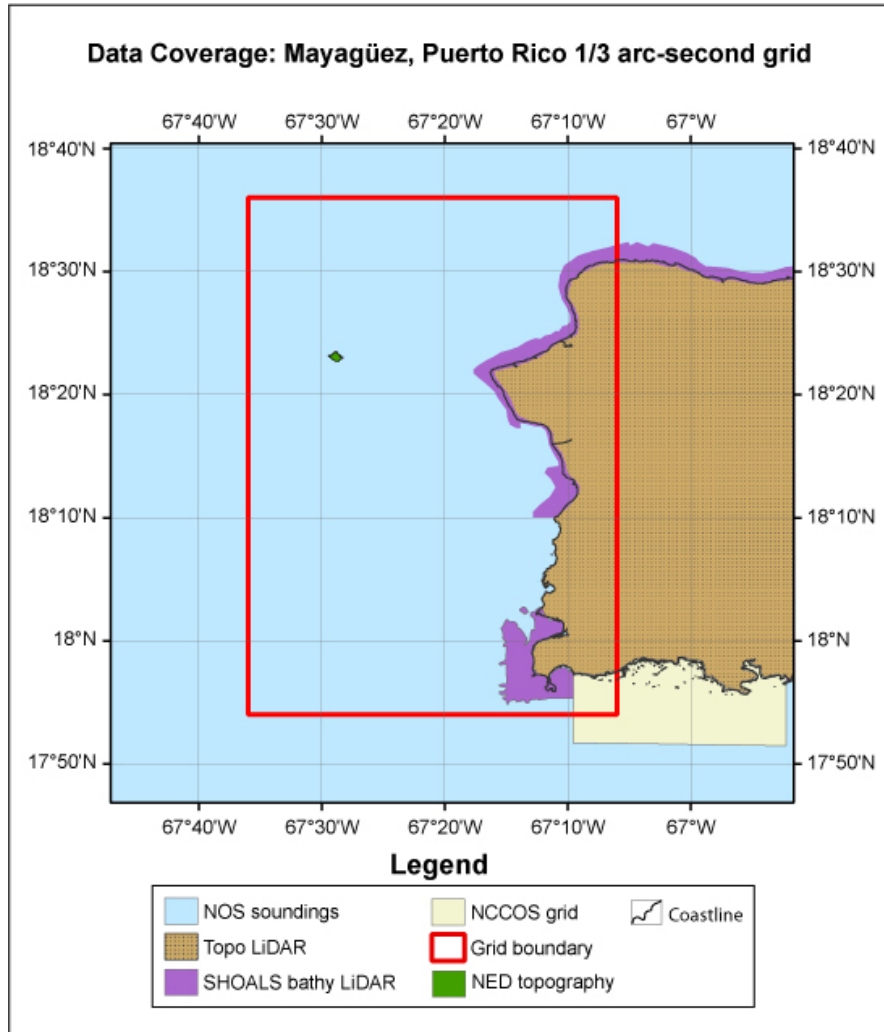 Data Coverage: Mayagüez, Puerto Rico 1/3 arc-second grid
67°40'W 67°30'W 67°20'W 67°10'W 67°W
18°40'N 18°40'N
18°30'N 18°30'N
18°20'N 18°20'N
18°10'N 18°10'N
18°N 18°N
17°50'N 17°50'N
67°40'W 67°30'W 67°20'W 67°10'W 67°W
Legend
NOS soundings NCCOS grid Coastline
Topo LiDAR Grid boundary
SHOALS bathy LiDAR NED topography